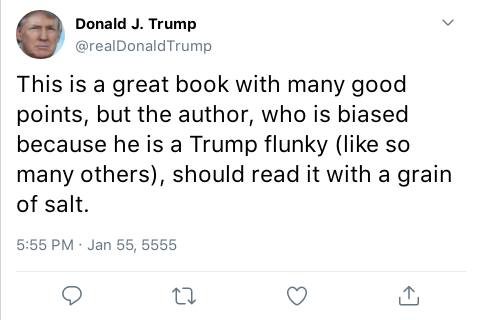 Donald J. Trump
@realDonaldTrump
This is a great book with many good
points, but the author, who is biased
because he is a Trump flunky (like so
many others), should read it with a grain
of salt.
5:55 PM · Jan 55, 5555